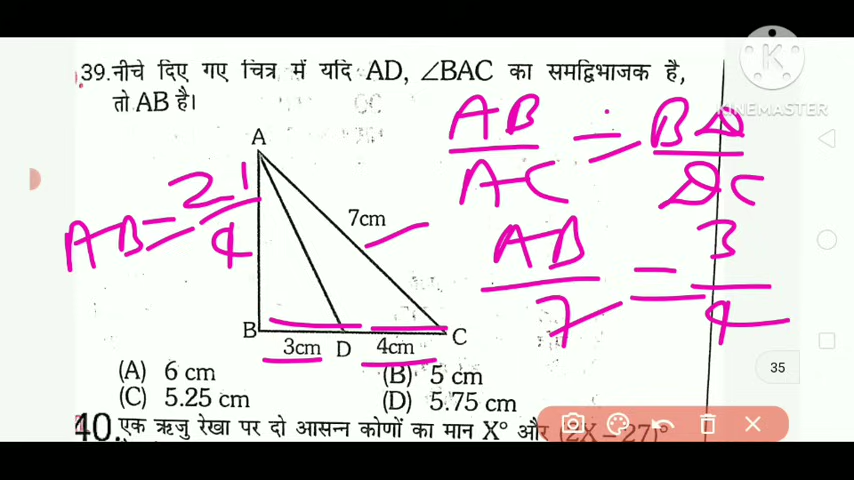 39.नीचे दिए गए चित्र में यदि AD, ∠BAC का समद्विभाजक है,
तो AB है।
K
KINEMASTER
A
AB/AC = BD/DC
AB = 21/4
7cm
AB/7 = 3/4
B
3cm
D
4cm
C
(A) 6 cm
(B) 5 cm
(C) 5.25 cm
(D) 5.75 cm
35
40. एक ऋजु रेखा पर दो आसन्न कोणों का मान X° और (2X – 27)°